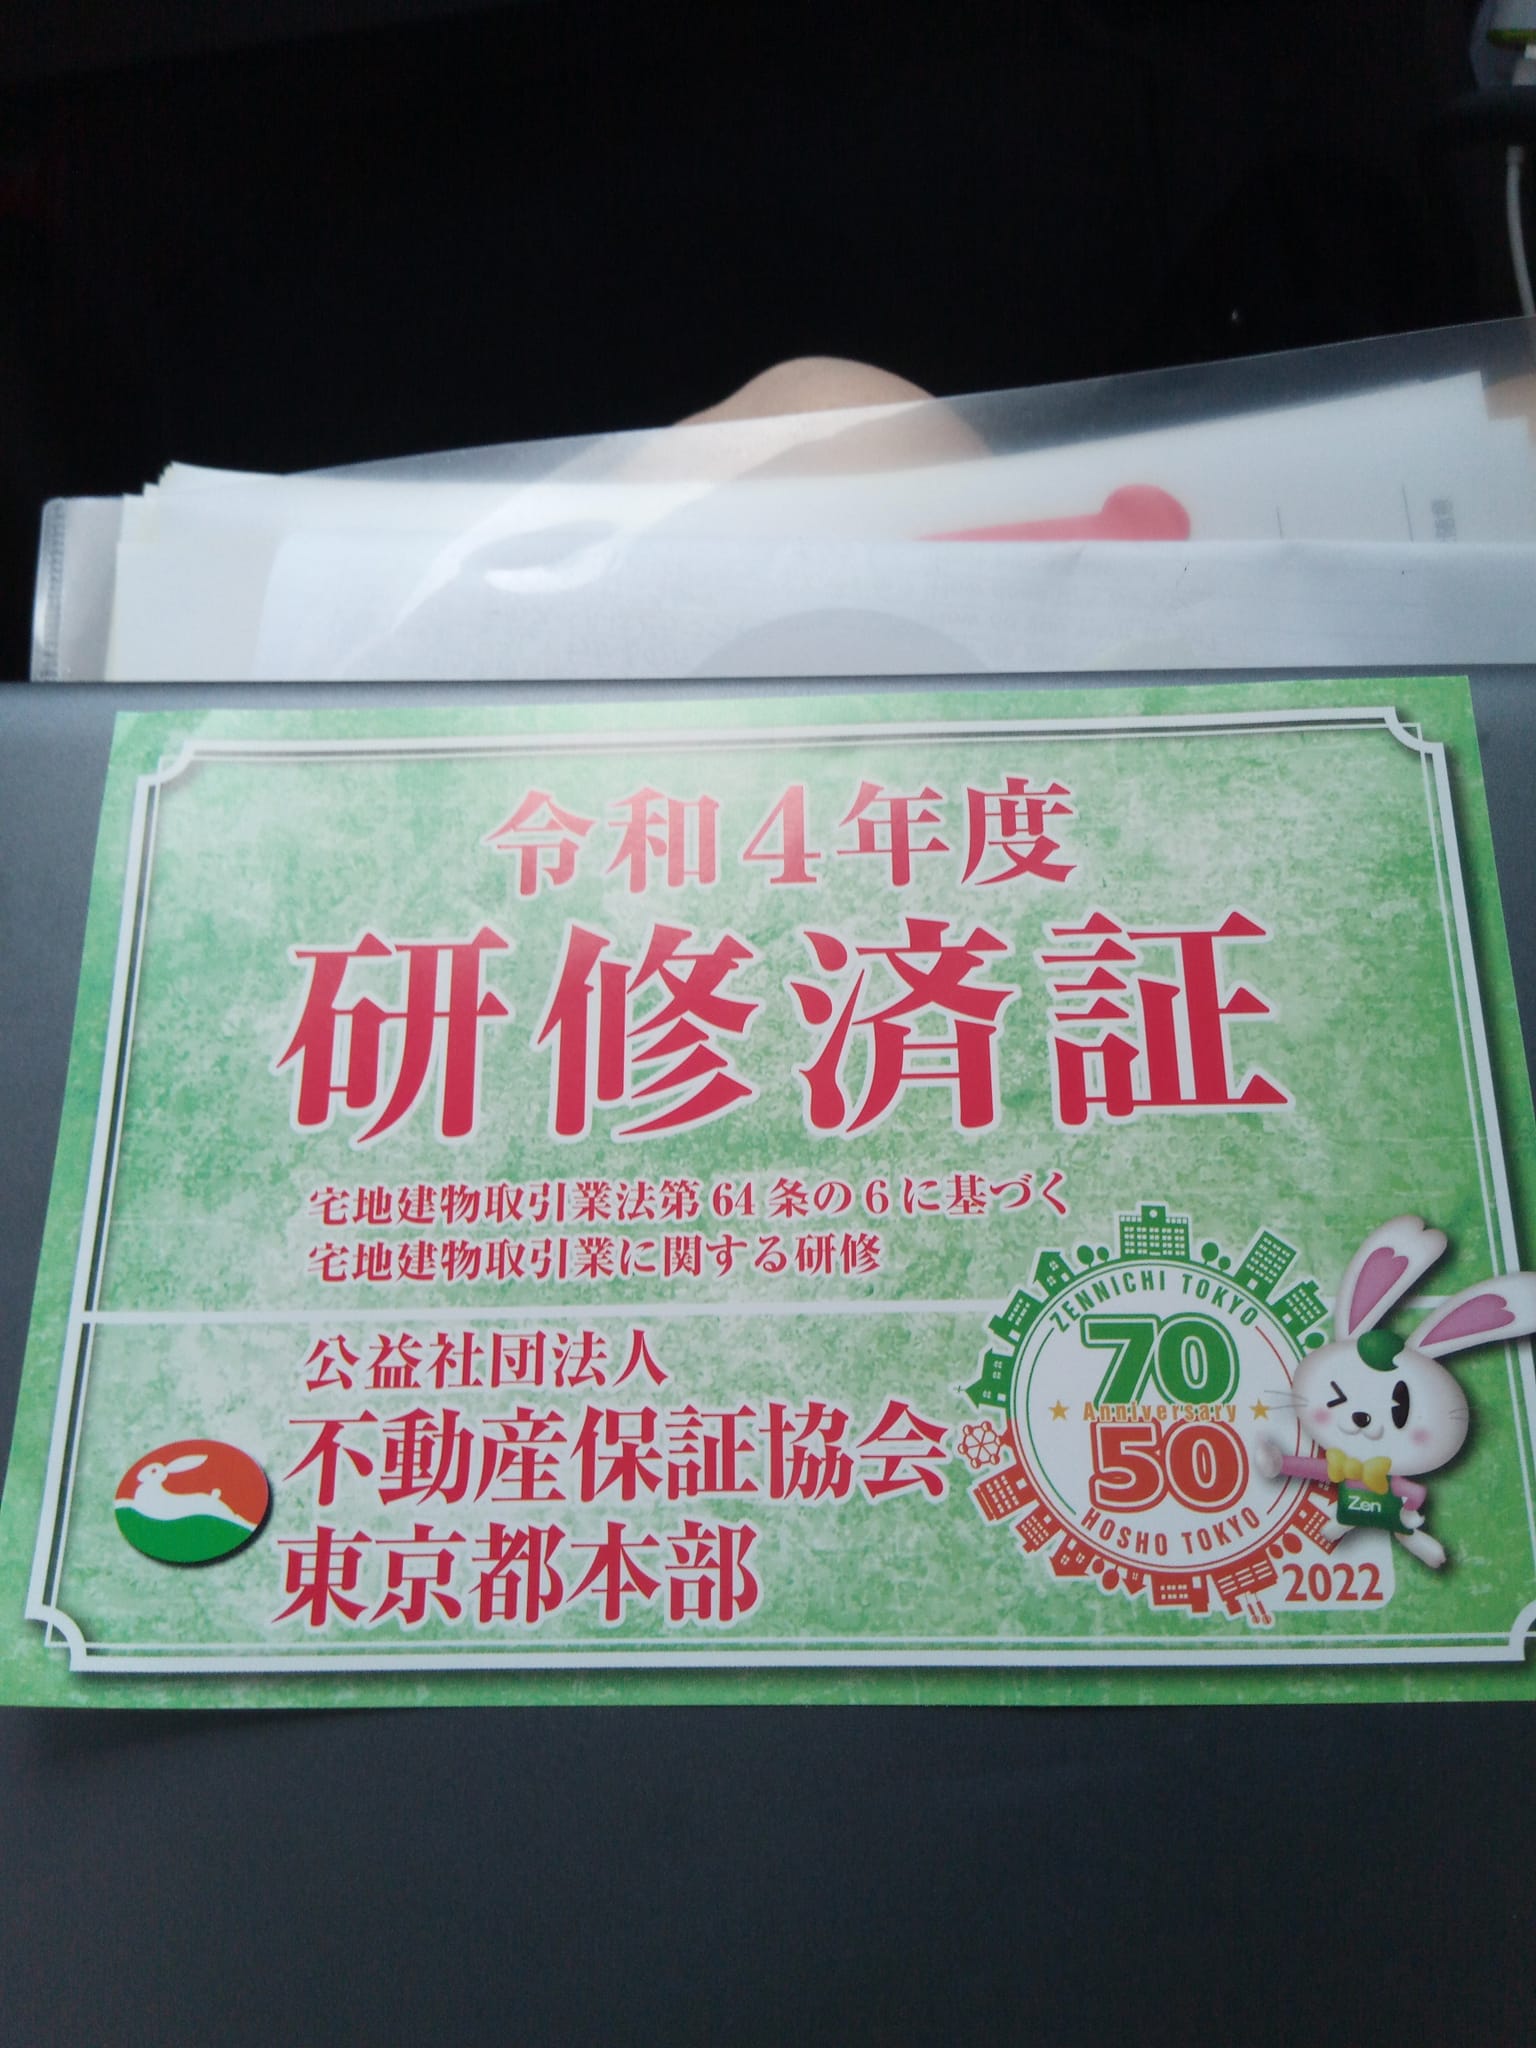 令和4年度
研修済証
宅地建物取引業法第64条の6に基づく
宅地建物取引業に関する研修
公益社団法人
不動産保証協会
東京都本部
ZENNICHI TOKYO
70
Anniversary
50
HOSHO TOKYO
2022
Zen